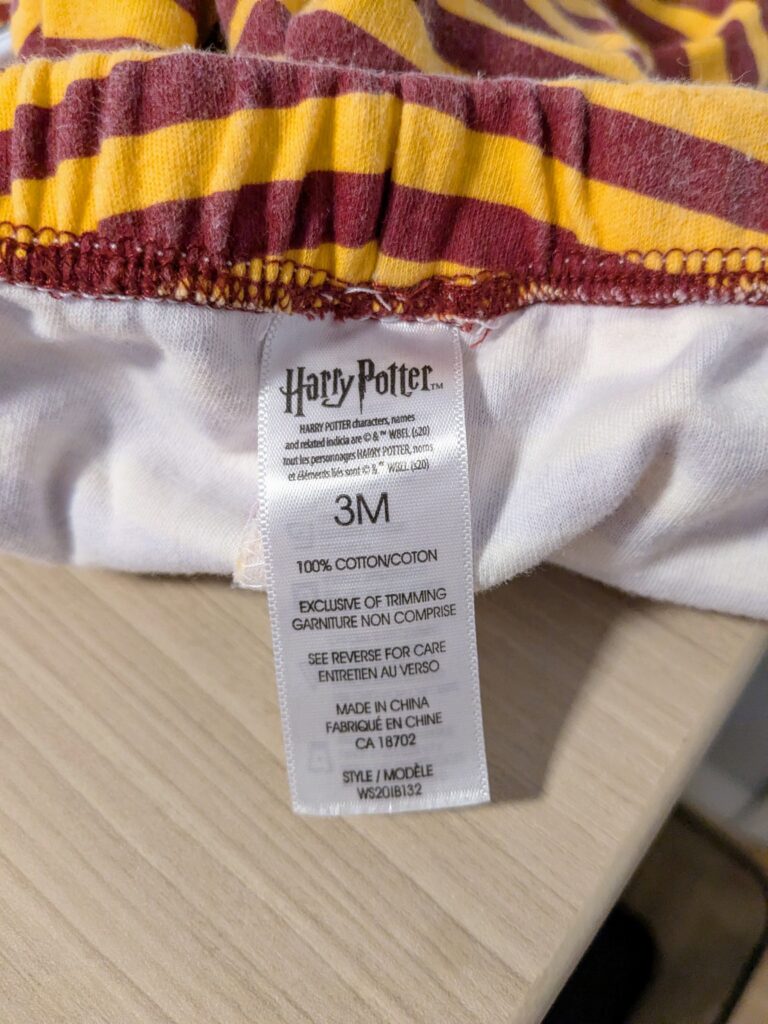 Harry Potter™
HARRY POTTER characters, names
and related indicia are © & ™ WBEI. (s20)
tout les personnages HARRY POTTER, noms
et éléments liés sont © & ™ WBEI. (s20)
3M
100% COTTON/COTON
EXCLUSIVE OF TRIMMING
GARNITURE NON COMPRISE
SEE REVERSE FOR CARE
ENTRETIEN AU VERSO
MADE IN CHINA
FABRIQUÉ EN CHINE
CA 18702
STYLE / MODÈLE
WS20IB132